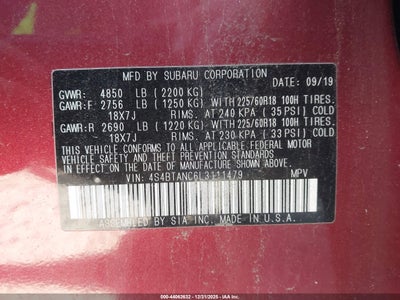 MFD BY SUBARU CORPORATION 09/19
GVWR: 4850 LB (2200 KG)
GAWR:F 2756 LB (1250 KG) WITH 225/60R18 100H TIRES.
18X7J RIMS. AT 240 KPA (35 PSI) COLD
GAWR:R 2690 LB (1220 KG) WITH 225/60R18 100H TIRES.
18X7J RIMS. AT 230 KPA (33 PSI) COLD
THIS VEHICLE CONFORMS TO ALL APPLICABLE FEDERAL MOTOR
VEHICLE SAFETY STANDARDS IN
EFFECT ON THE DATE OF MANUFACTURE SHOWN ABOVE.
VIN: 4S4BTANC6L3111479 MPV
ASSEMBLED BY SIA, INC. MADE IN U.S.A.
000-44062632 - 12/31/2025 - IAA, Inc.